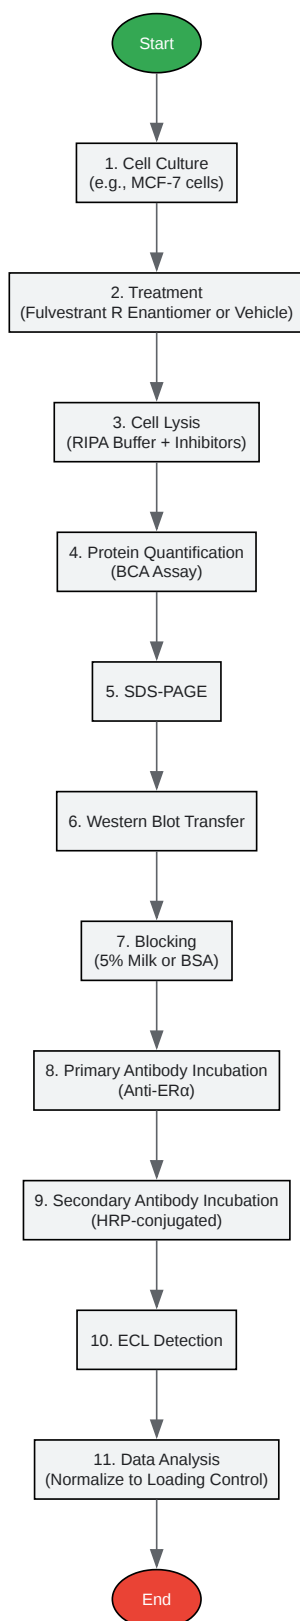 Start
1. Cell Culture
(e.g., MCF-7 cells)
2. Treatment
(Fulvestrant R Enantiomer or Vehicle)
3. Cell Lysis
(RIPA Buffer + Inhibitors)
4. Protein Quantification
(BCA Assay)
5. SDS-PAGE
6. Western Blot Transfer
7. Blocking
(5% Milk or BSA)
8. Primary Antibody Incubation
(Anti-ERα)
9. Secondary Antibody Incubation
(HRP-conjugated)
10. ECL Detection
11. Data Analysis
(Normalize to Loading Control)
End